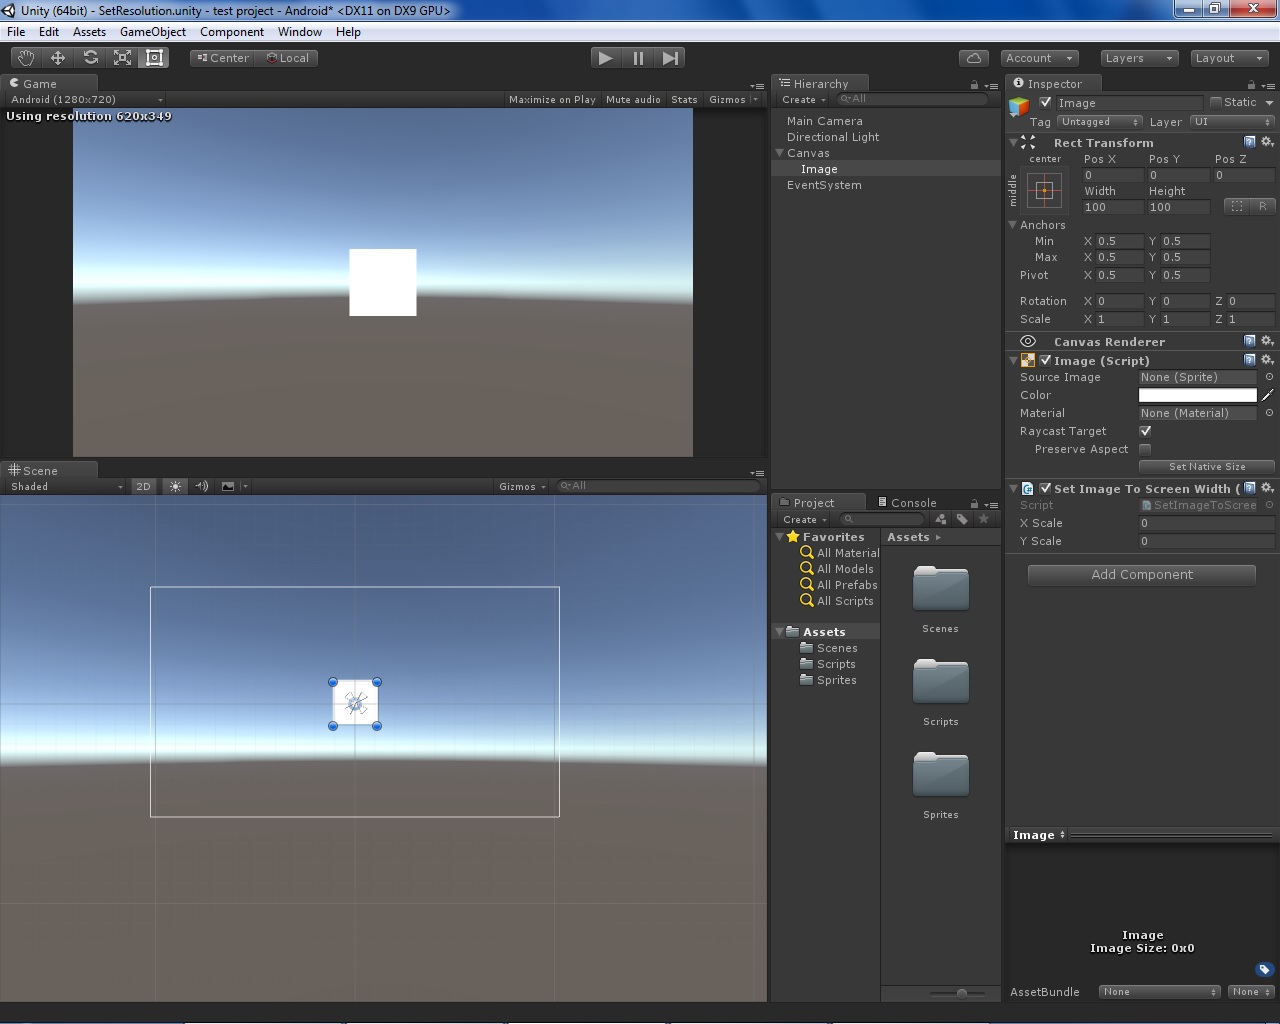 Unity (64bit) - SetResolution.unity - test project - Android* <DX11 on DX9 GPU>
File Edit Assets GameObject Component Window Help
Center Local Account Layers Layout
Game
Android (1280x720) Maximize on Play Mute audio Stats Gizmos
Using resolution 620x349
Scene
Shaded 2D Gizmos All
Hierarchy
Create All
Main Camera
Directional Light
Canvas
Image
EventSystem
Project Console
Create
Favorites
All Material
All Models
All Prefabs
All Scripts
Assets
Scenes
Scripts
Sprites
Assets
Scenes
Scripts
Sprites
Inspector
Image Static
Tag Untagged Layer UI
Rect Transform
center
middle
Pos X Pos Y Pos Z
0 0 0
Width Height
100 100 R
Anchors
Min X 0.5 Y 0.5
Max X 0.5 Y 0.5
Pivot X 0.5 Y 0.5
Rotation X 0 Y 0 Z 0
Scale X 1 Y 1 Z 1
Canvas Renderer
Image (Script)
Source Image None (Sprite)
Color
Material None (Material)
Raycast Target
Preserve Aspect
Set Native Size
Set Image To Screen Width (
Script SetImageToScree
X Scale 0
Y Scale 0
Add Component
Image
Image
Image Size: 0x0
AssetBundle None None